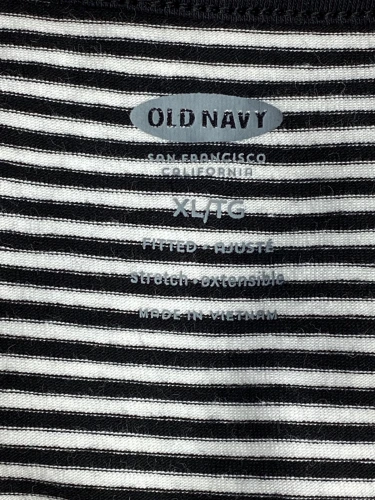 OLD NAVY
SAN FRANCISCO
CALIFORNIA
XL/TG
FITTED • AJUSTÉ
stretch • extensible
MADE IN VIETNAM